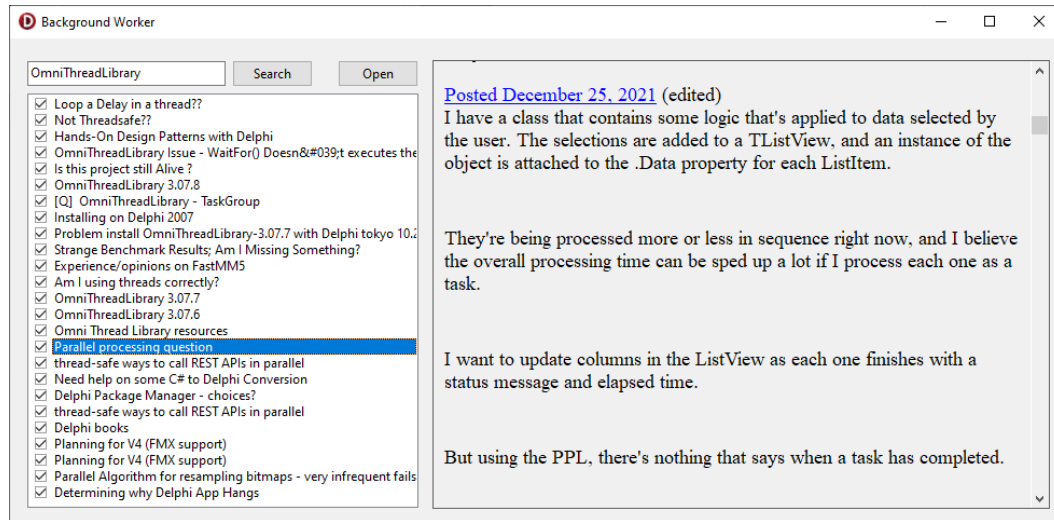 Background Worker
OmniThreadLibrary
Search
Open
Loop a Delay in a thread??
Not Threadsafe??
Hands-On Design Patterns with Delphi
OmniThreadLibrary Issue - WaitFor() Doesn&#039;t executes the
Is this project still Alive ?
OmniThreadLibrary 3.07.8
[Q]  OmniThreadLibrary - TaskGroup
Installing on Delphi 2007
Problem install OmniThreadLibrary-3.07.7 with Delphi tokyo 10.2
Strange Benchmark Results; Am I Missing Something?
Experience/opinions on FastMM5
Am I using threads correctly?
OmniThreadLibrary 3.07.7
OmniThreadLibrary 3.07.6
Omni Thread Library resources
Parallel processing question
thread-safe ways to call REST APIs in parallel
Need help on some C# to Delphi Conversion
Delphi Package Manager - choices?
thread-safe ways to call REST APIs in parallel
Delphi books
Planning for V4 (FMX support)
Planning for V4 (FMX support)
Parallel Algorithm for resampling bitmaps - very infrequent fails
Determining why Delphi App Hangs
Posted December 25, 2021 (edited)
I have a class that contains some logic that's applied to data selected by
the user. The selections are added to a TListView, and an instance of the
object is attached to the .Data property for each ListItem.
They're being processed more or less in sequence right now, and I believe
the overall processing time can be sped up a lot if I process each one as a
task.
I want to update columns in the ListView as each one finishes with a
status message and elapsed time.
But using the PPL, there's nothing that says when a task has completed.